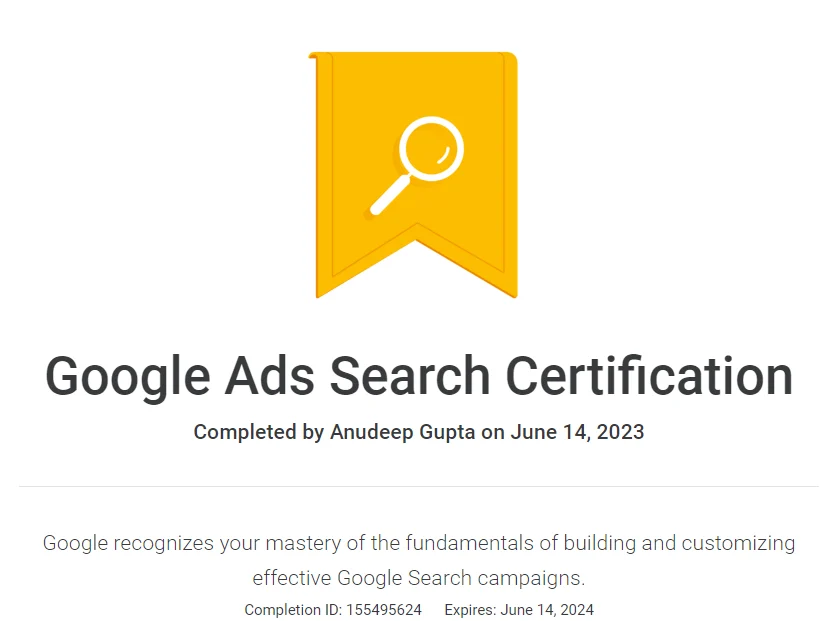 Google Ads Search Certification
Completed by Anudeep Gupta on June 14, 2023
Google recognizes your mastery of the fundamentals of building and customizing
effective Google Search campaigns.
Completion ID: 155495624 Expires: June 14, 2024